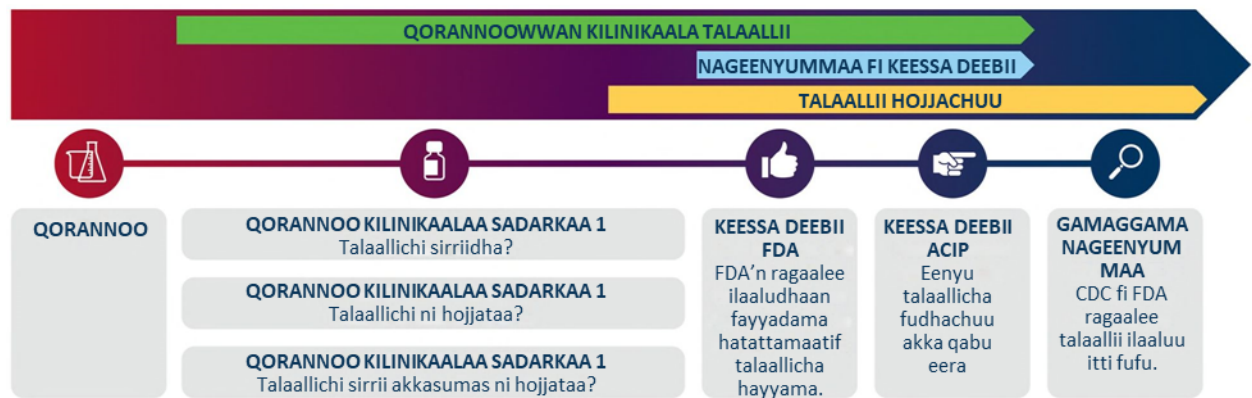 QORANNOOWWAN KILINIKAALA TALAALLII
NAGEENYUMMAA FI KEESSA DEEBII
TALAALLII HOJJACHUU
QORANNOO
QORANNOO KILINIKAALAA SADARKAA 1
Talaallichi sirriidha?
QORANNOO KILINIKAALAA SADARKAA 1
Talaallichi ni hojjataa?
QORANNOO KILINIKAALAA SADARKAA 1
Talaallichi sirrii akkasumas ni hojjataa?
KEESSA DEEBII
FDA
FDA'n ragaalee
ilaaludhaan
fayyadama
hatattamaatif
talaallicha
hayyama.
KEESSA DEEBII
ACIP
Eenyu
talaallicha
fudhachuu
akka qabu
eera
GAMAGGAMA
NAGEENYUM
MAA
CDC fi FDA
ragaalee
talaallii ilaaluu
itti fufu.